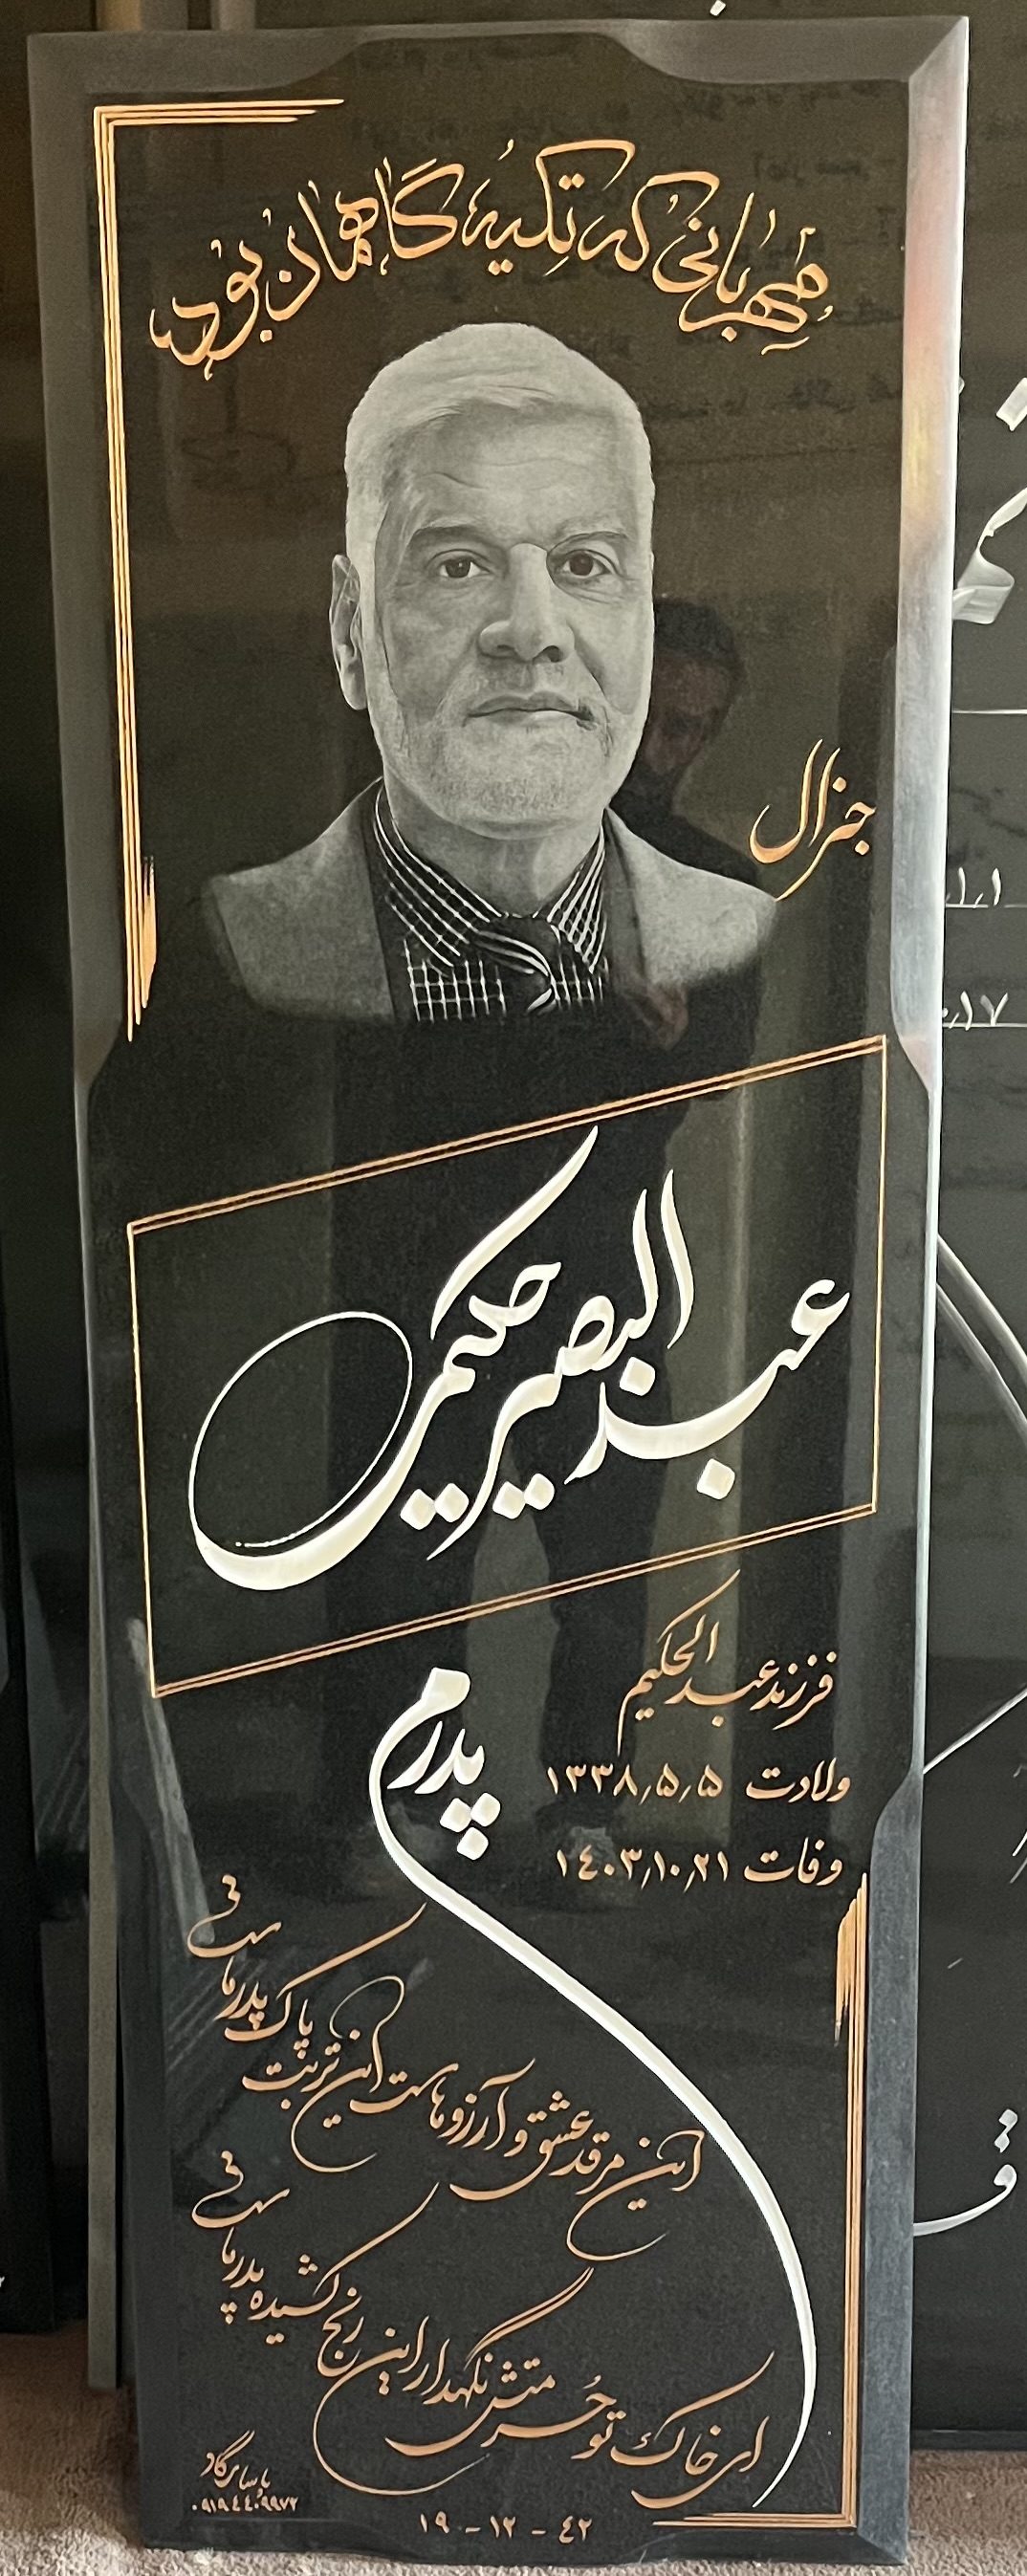 مهربانی که تکیه گاهمان بود
جنرال
عبدالبصیر حکیمی
فرزند عبدالحکیم
ولادت ۱۳۳۸٫۵٫۵
وفات ۱۴۰۳٫۱۰٫۲۱
پدرم
این مرقد عشق و آرزوهاست این تربت پاک پدر ماست
ای خاک تو حُرمتش نگهدار این رنج کشیده پدر ماست
پاسارگاد
۰۹۱۹۴۴۰۹۹۷۲
۱۹ - ۱۲ - ۴۲